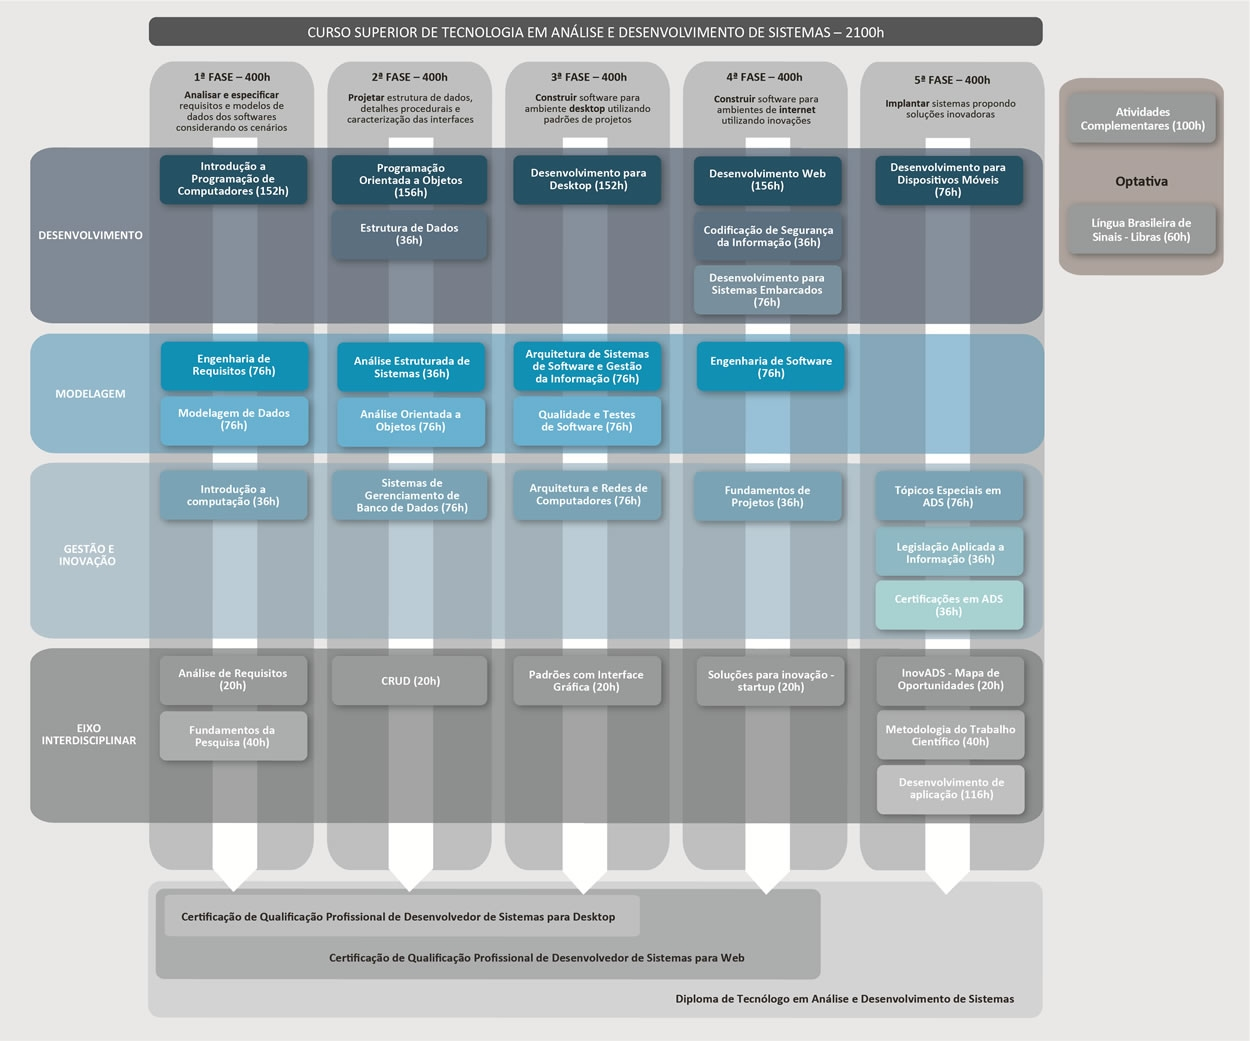 CURSO SUPERIOR DE TECNOLOGIA EM ANÁLISE E DESENVOLVIMENTO DE SISTEMAS – 2100h
1ª FASE – 400h
Analisar e especificar
requisitos e modelos de
dados dos softwares
considerando os cenários
2ª FASE – 400h
Projetar estrutura de dados,
detalhes procedurais e
caracterização das interfaces
3ª FASE – 400h
Construir software para
ambiente desktop utilizando
padrões de projetos
4ª FASE – 400h
Construir software para
ambientes de internet
utilizando inovações
5ª FASE – 400h
Implantar sistemas propondo
soluções inovadoras
Atividades
Complementares (100h)
Optativa
Língua Brasileira de
Sinais - Libras (60h)
DESENVOLVIMENTO
Introdução a
Programação de
Computadores (152h)
Programação
Orientada a Objetos
(156h)
Estrutura de Dados
(36h)
Desenvolvimento para
Desktop (152h)
Desenvolvimento Web
(156h)
Codificação de Segurança
da Informação (36h)
Desenvolvimento para
Sistemas Embarcados
(76h)
Desenvolvimento para
Dispositivos Móveis
(76h)
MODELAGEM
Engenharia de
Requisitos (76h)
Modelagem de Dados
(76h)
Análise Estruturada de
Sistemas (36h)
Análise Orientada a
Objetos (76h)
Arquitetura de Sistemas
de Software e Gestão
da Informação (76h)
Qualidade e Testes
de Software (76h)
Engenharia de Software
(76h)
GESTÃO E
INOVAÇÃO
Introdução a
computação (36h)
Sistemas de
Gerenciamento de
Banco de Dados (76h)
Arquitetura e Redes de
Computadores (76h)
Fundamentos de
Projetos (36h)
Tópicos Especiais em
ADS (76h)
Legislação Aplicada a
Informação (36h)
Certificações em ADS
(36h)
EIXO
INTERDISCIPLINAR
Análise de Requisitos
(20h)
Fundamentos da
Pesquisa (40h)
CRUD (20h)
Padrões com Interface
Gráfica (20h)
Soluções para inovação -
startup (20h)
InovADS - Mapa de
Oportunidades (20h)
Metodologia do Trabalho
Científico (40h)
Desenvolvimento de
aplicação (116h)
Certificação de Qualificação Profissional de Desenvolvedor de Sistemas para Desktop
Certificação de Qualificação Profissional de Desenvolvedor de Sistemas para Web
Diploma de Tecnólogo em Análise e Desenvolvimento de Sistemas